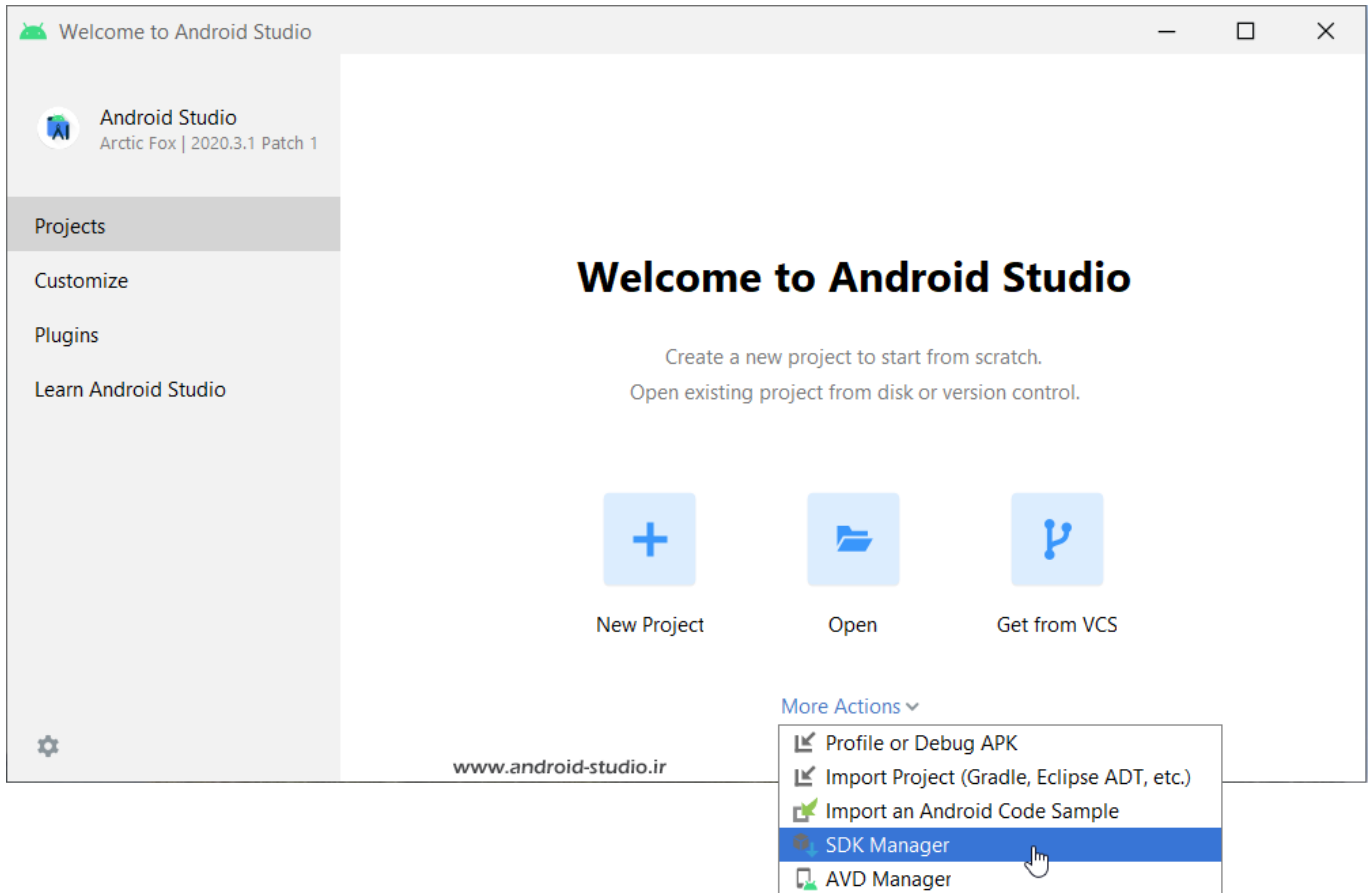 Welcome to Android Studio
Android Studio
Arctic Fox | 2020.3.1 Patch 1
Projects
Customize
Plugins
Learn Android Studio
Welcome to Android Studio
Create a new project to start from scratch.
Open existing project from disk or version control.
New Project
Open
Get from VCS
More Actions
Profile or Debug APK
Import Project (Gradle, Eclipse ADT, etc.)
Import an Android Code Sample
SDK Manager
AVD Manager
www.android-studio.ir